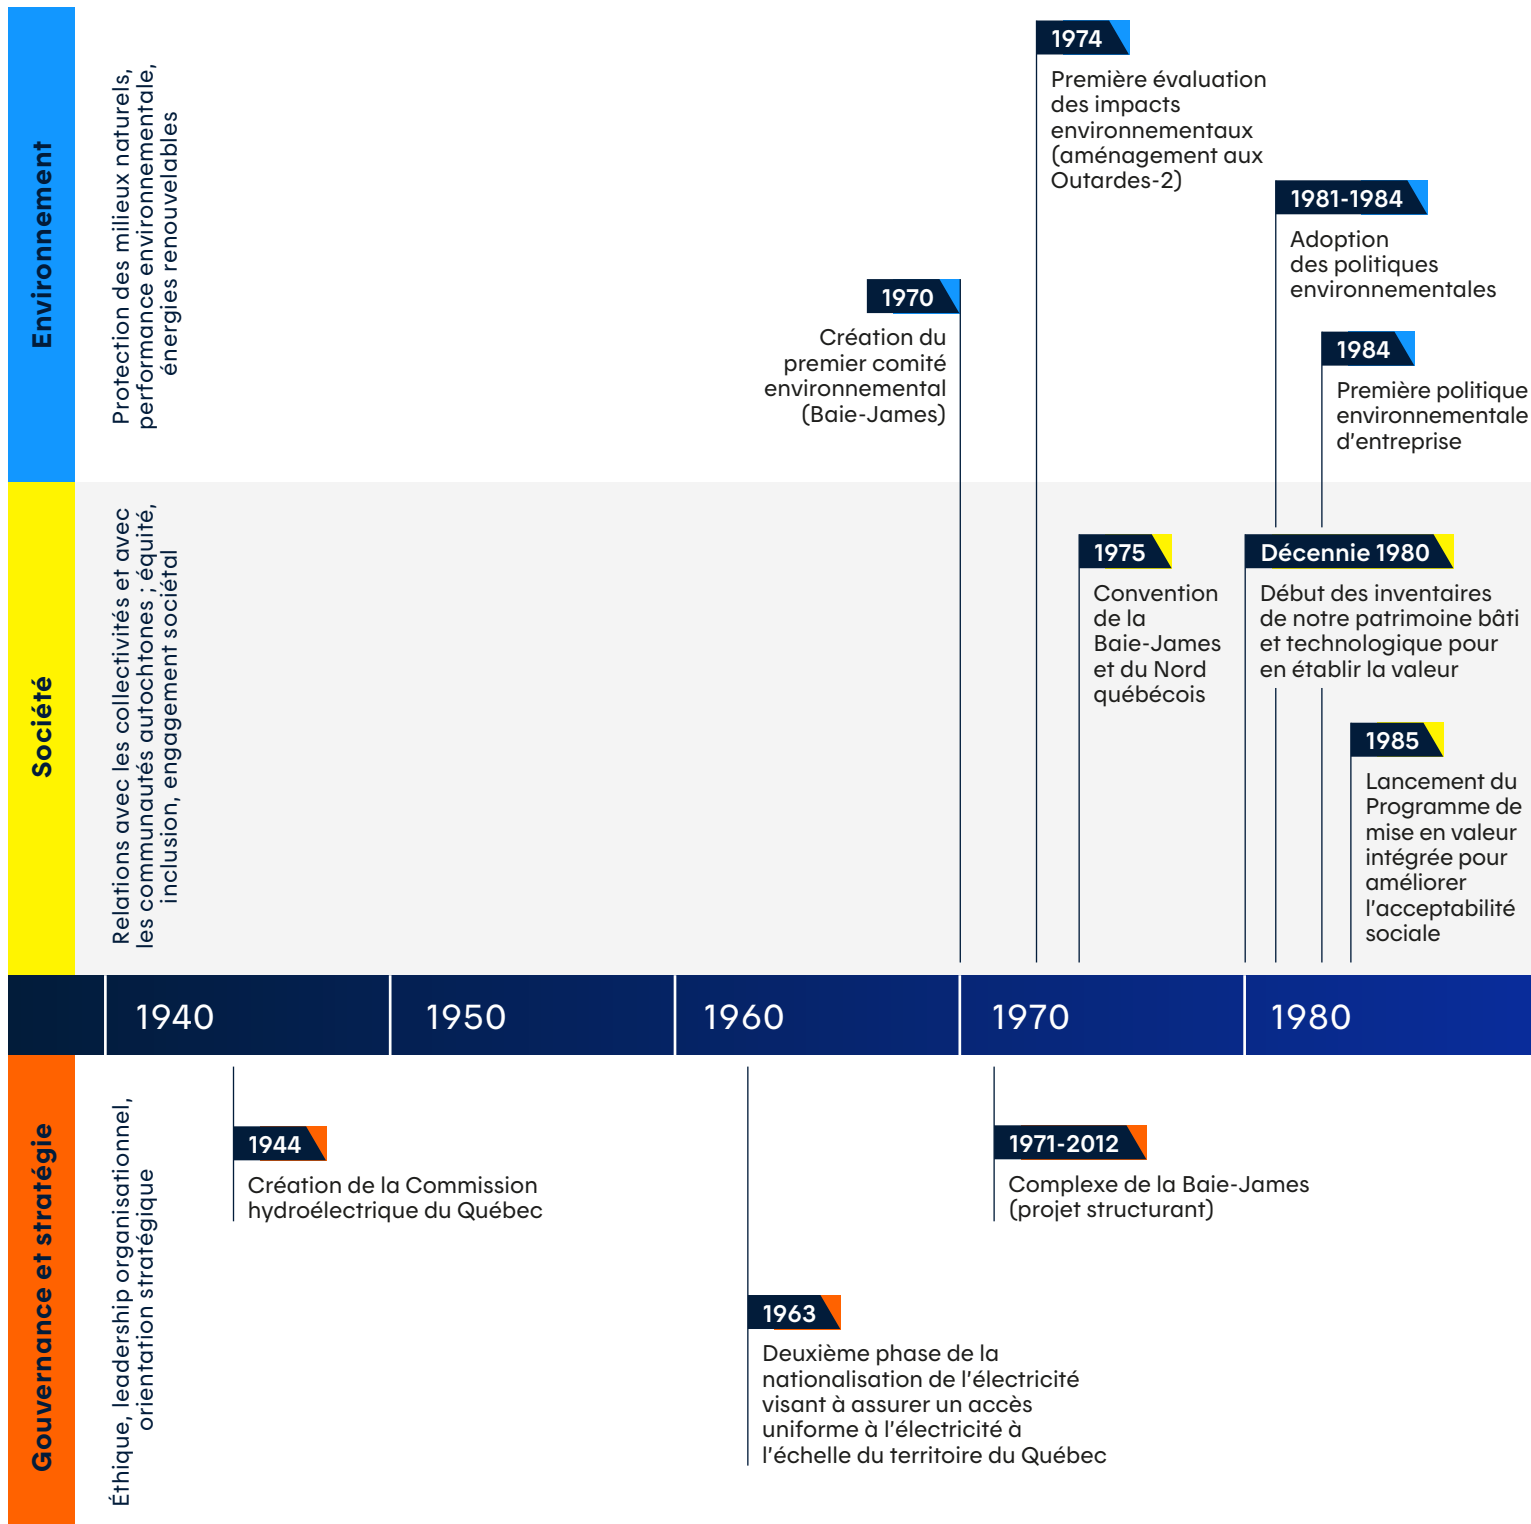 Environnement
Protection des milieux naturels,
performance environnementale,
énergies renouvelables
1970
Création du
premier comité
environnemental
(Baie-James)
1974
Première évaluation
des impacts
environnementaux
(aménagement aux
Outardes-2)
1981-1984
Adoption
des politiques
environnementales
1984
Première politique
environnementale
d'entreprise
Société
Relations avec les collectivités et avec
les communautés autochtones ; équité,
inclusion, engagement sociétal
1975
Convention
de la
Baie-James
et du Nord
québécois
Décennie 1980
Début des inventaires
de notre patrimoine bâti
et technologique pour
en établir la valeur
1985
Lancement du
Programme de
mise en valeur
intégrée pour
améliorer
l'acceptabilité
sociale
1940
1950
1960
1970
1980
Gouvernance et stratégie
Éthique, leadership organisationnel,
orientation stratégique
1944
Création de la Commission
hydroélectrique du Québec
1963
Deuxième phase de la
nationalisation de l'électricité
visant à assurer un accès
uniforme à l'électricité à
l'échelle du territoire du Québec
1971-2012
Complexe de la Baie-James
(projet structurant)